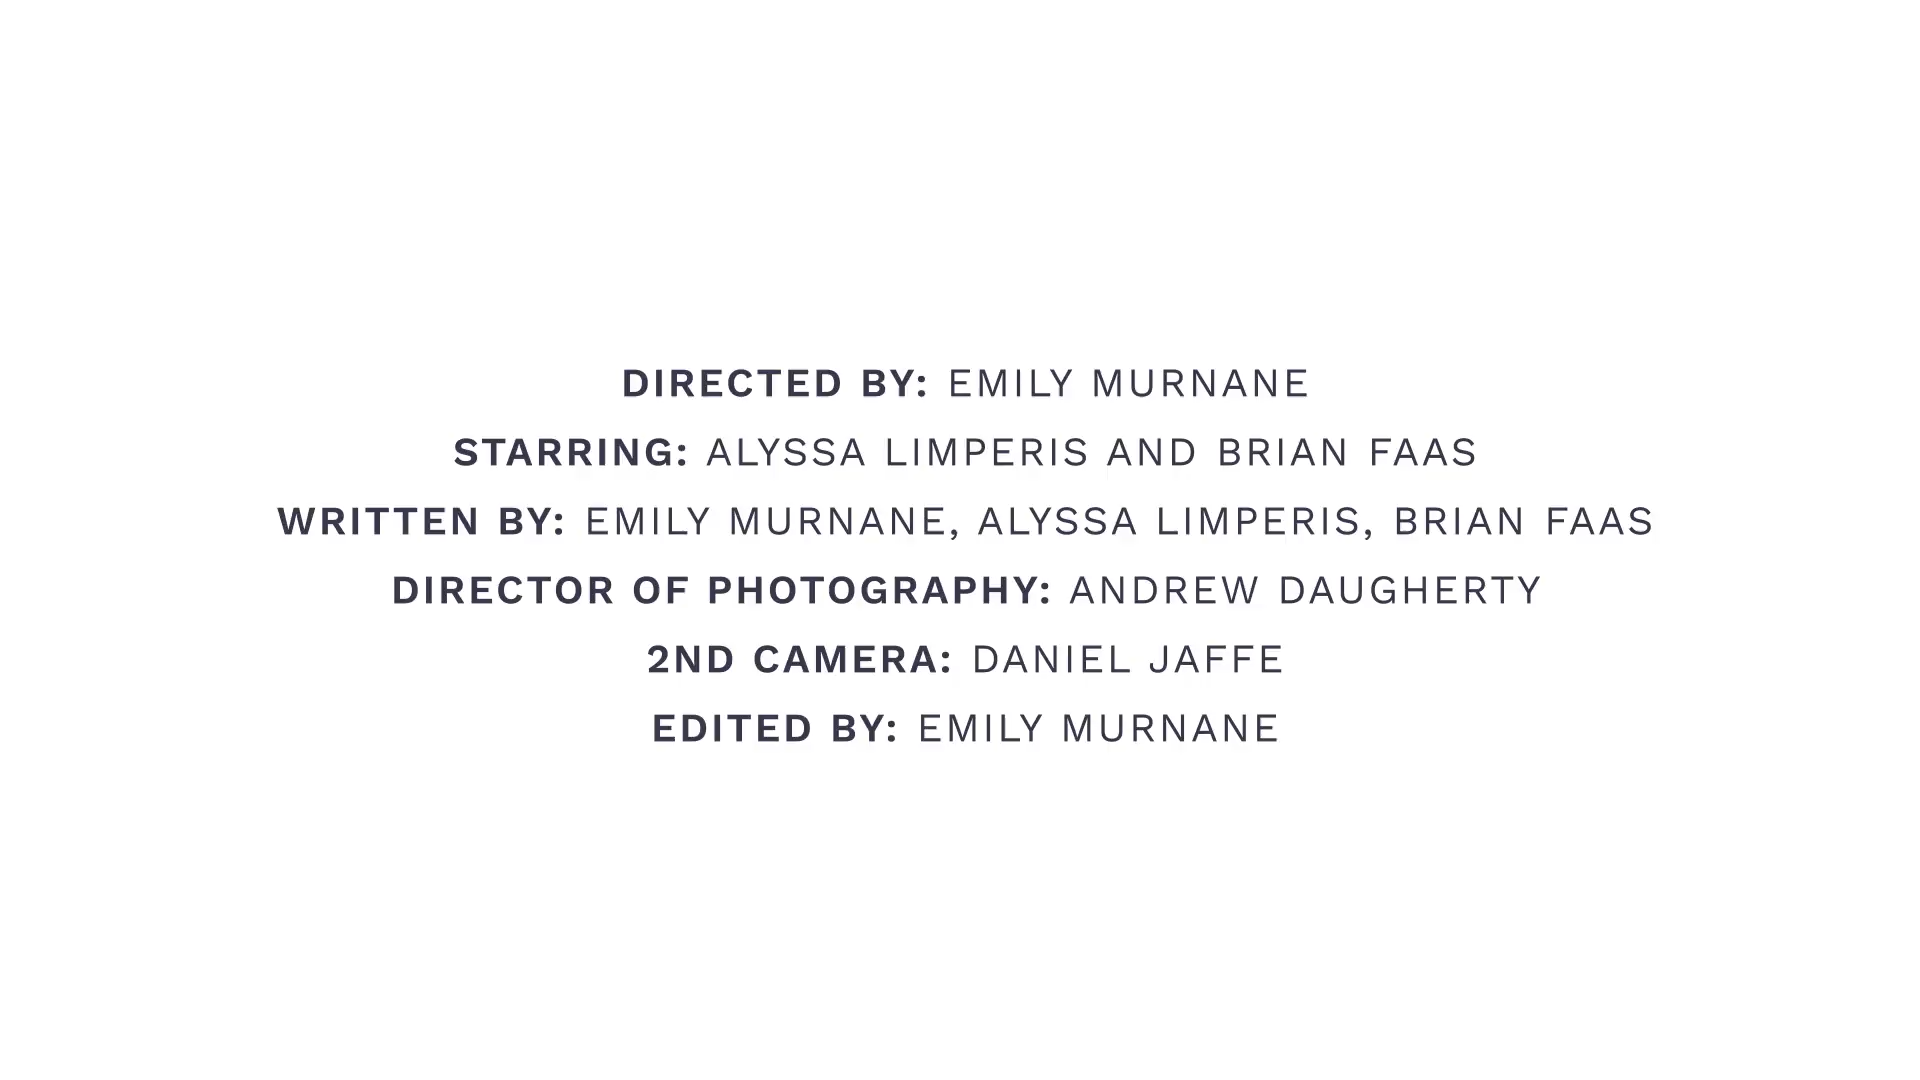 DIRECTED BY: EMILY MURNANE
STARRING: ALYSSA LIMPERIS AND BRIAN FAAS
WRITTEN BY: EMILY MURNANE, ALYSSA LIMPERIS, BRIAN FAAS
DIRECTOR OF PHOTOGRAPHY: ANDREW DAUGHERTY
2ND CAMERA: DANIEL JAFFE
EDITED BY: EMILY MURNANE